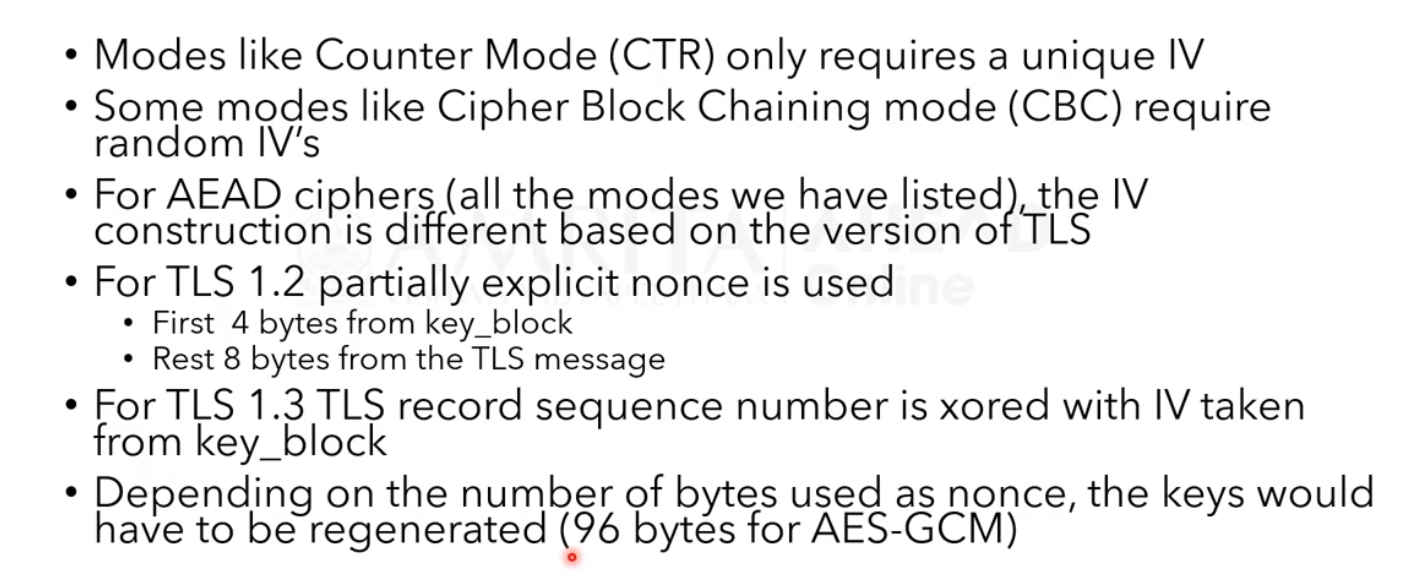 • Modes like Counter Mode (CTR) only requires a unique IV
• Some modes like Cipher Block Chaining mode (CBC) require
random IV's
• For AEAD ciphers (all the modes we have listed), the IV
construction is different based on the version of TLS
• For TLS 1.2 partially explicit nonce is used
• First 4 bytes from key_block
• Rest 8 bytes from the TLS message
• For TLS 1.3 TLS record sequence number is xored with IV taken
from key_block
• Depending on the number of bytes used as nonce, the keys would
have to be regenerated (96 bytes for AES-GCM)
AMRITA AHEAD
Online